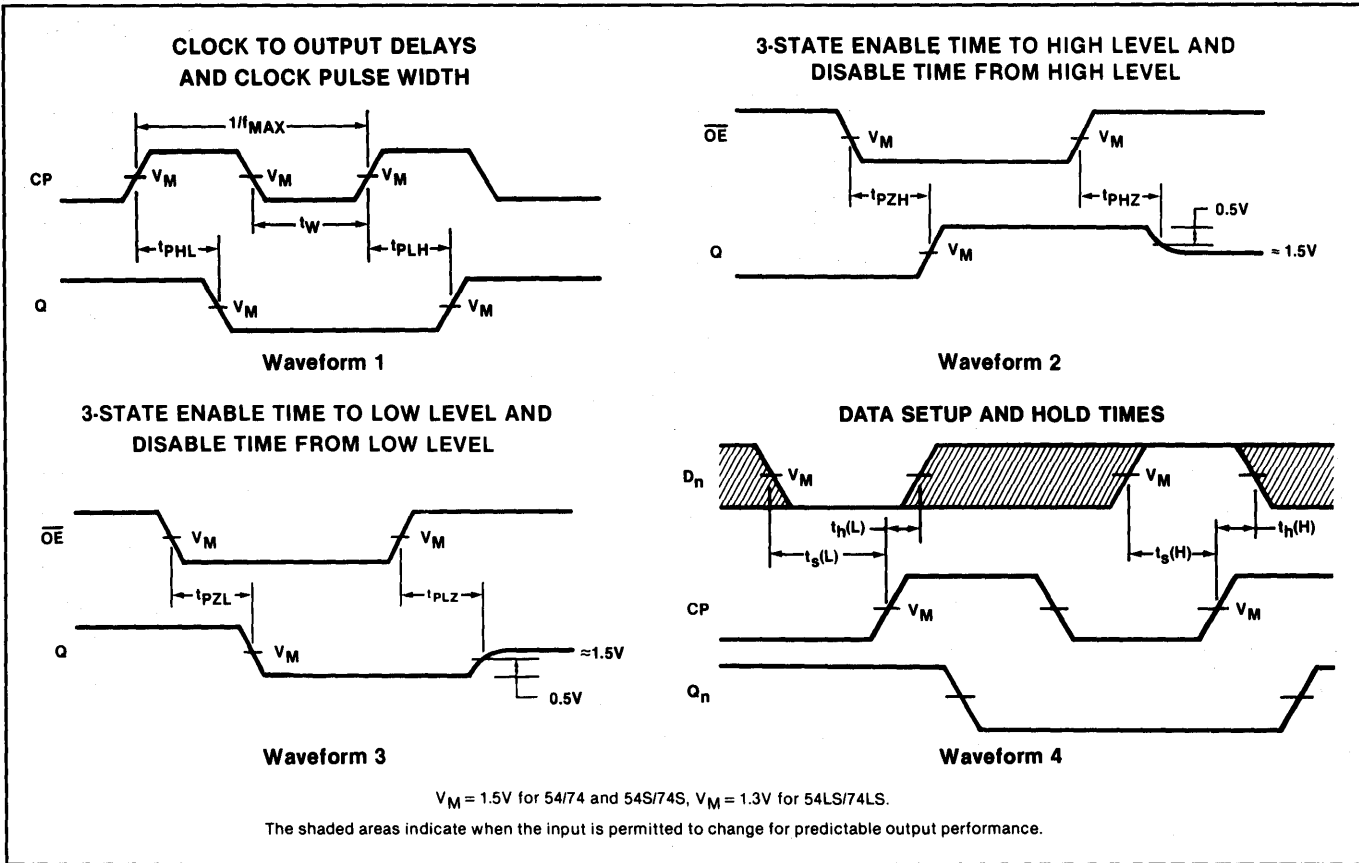 CLOCK TO OUTPUT DELAYS
AND CLOCK PULSE WIDTH
1/fMAX
CP
VM
VM
VM
tW
tPHL
tPLH
Q
VM
VM
Waveform 1
3-STATE ENABLE TIME TO HIGH LEVEL AND
DISABLE TIME FROM HIGH LEVEL
OE
VM
VM
tPZH
tPHZ
0.5V
Q
VM
≈ 1.5V
Waveform 2
3-STATE ENABLE TIME TO LOW LEVEL AND
DISABLE TIME FROM LOW LEVEL
OE
VM
VM
tPZL
tPLZ
Q
VM
≈1.5V
0.5V
Waveform 3
DATA SETUP AND HOLD TIMES
Dn
VM
VM
th(L)
th(H)
ts(L)
ts(H)
CP
VM
VM
Qn
Waveform 4
VM = 1.5V for 54/74 and 54S/74S, VM = 1.3V for 54LS/74LS.
The shaded areas indicate when the input is permitted to change for predictable output performance.